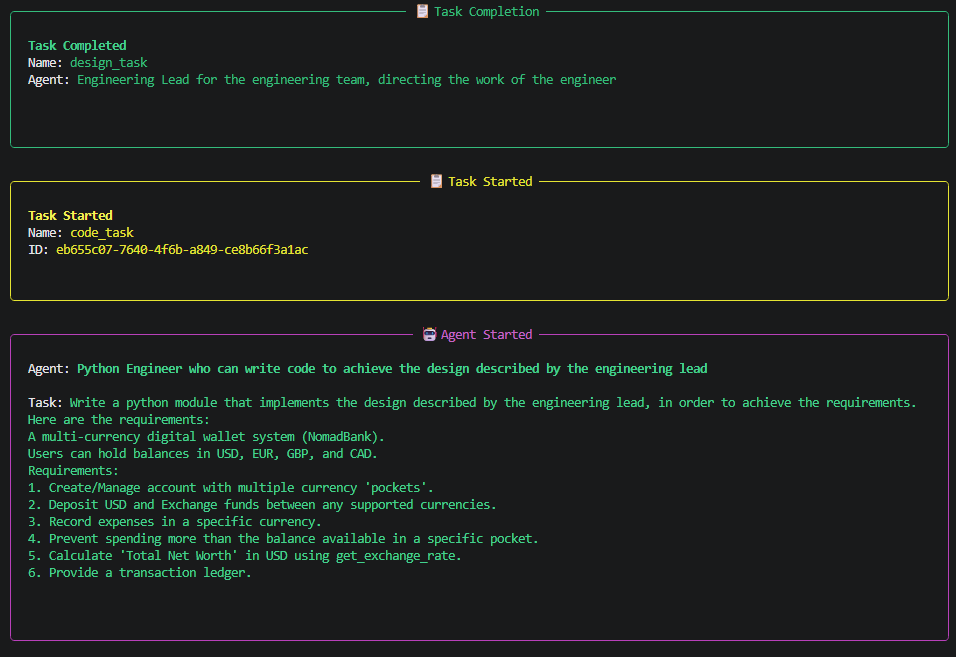 Task Completion
Task Completed
Name: design_task
Agent: Engineering Lead for the engineering team, directing the work of the engineer
Task Started
Task Started
Name: code_task
ID: eb655c07-7640-4f6b-a849-ce8b66f3a1ac
Agent Started
Agent: Python Engineer who can write code to achieve the design described by the engineering lead
Task: Write a python module that implements the design described by the engineering lead, in order to achieve the requirements.
Here are the requirements:
A multi-currency digital wallet system (NomadBank).
Users can hold balances in USD, EUR, GBP, and CAD.
Requirements:
1. Create/Manage account with multiple currency 'pockets'.
2. Deposit USD and Exchange funds between any supported currencies.
3. Record expenses in a specific currency.
4. Prevent spending more than the balance available in a specific pocket.
5. Calculate 'Total Net Worth' in USD using get_exchange_rate.
6. Provide a transaction ledger.